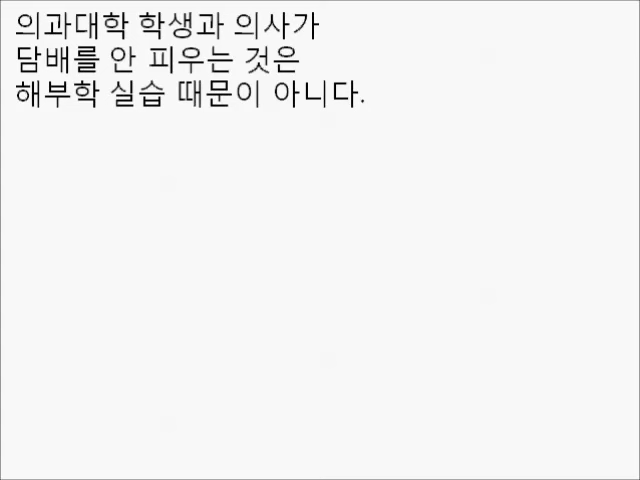 의과대학 학생과 의사가
담배를 안 피우는 것은
해부학 실습 때문이 아니다.